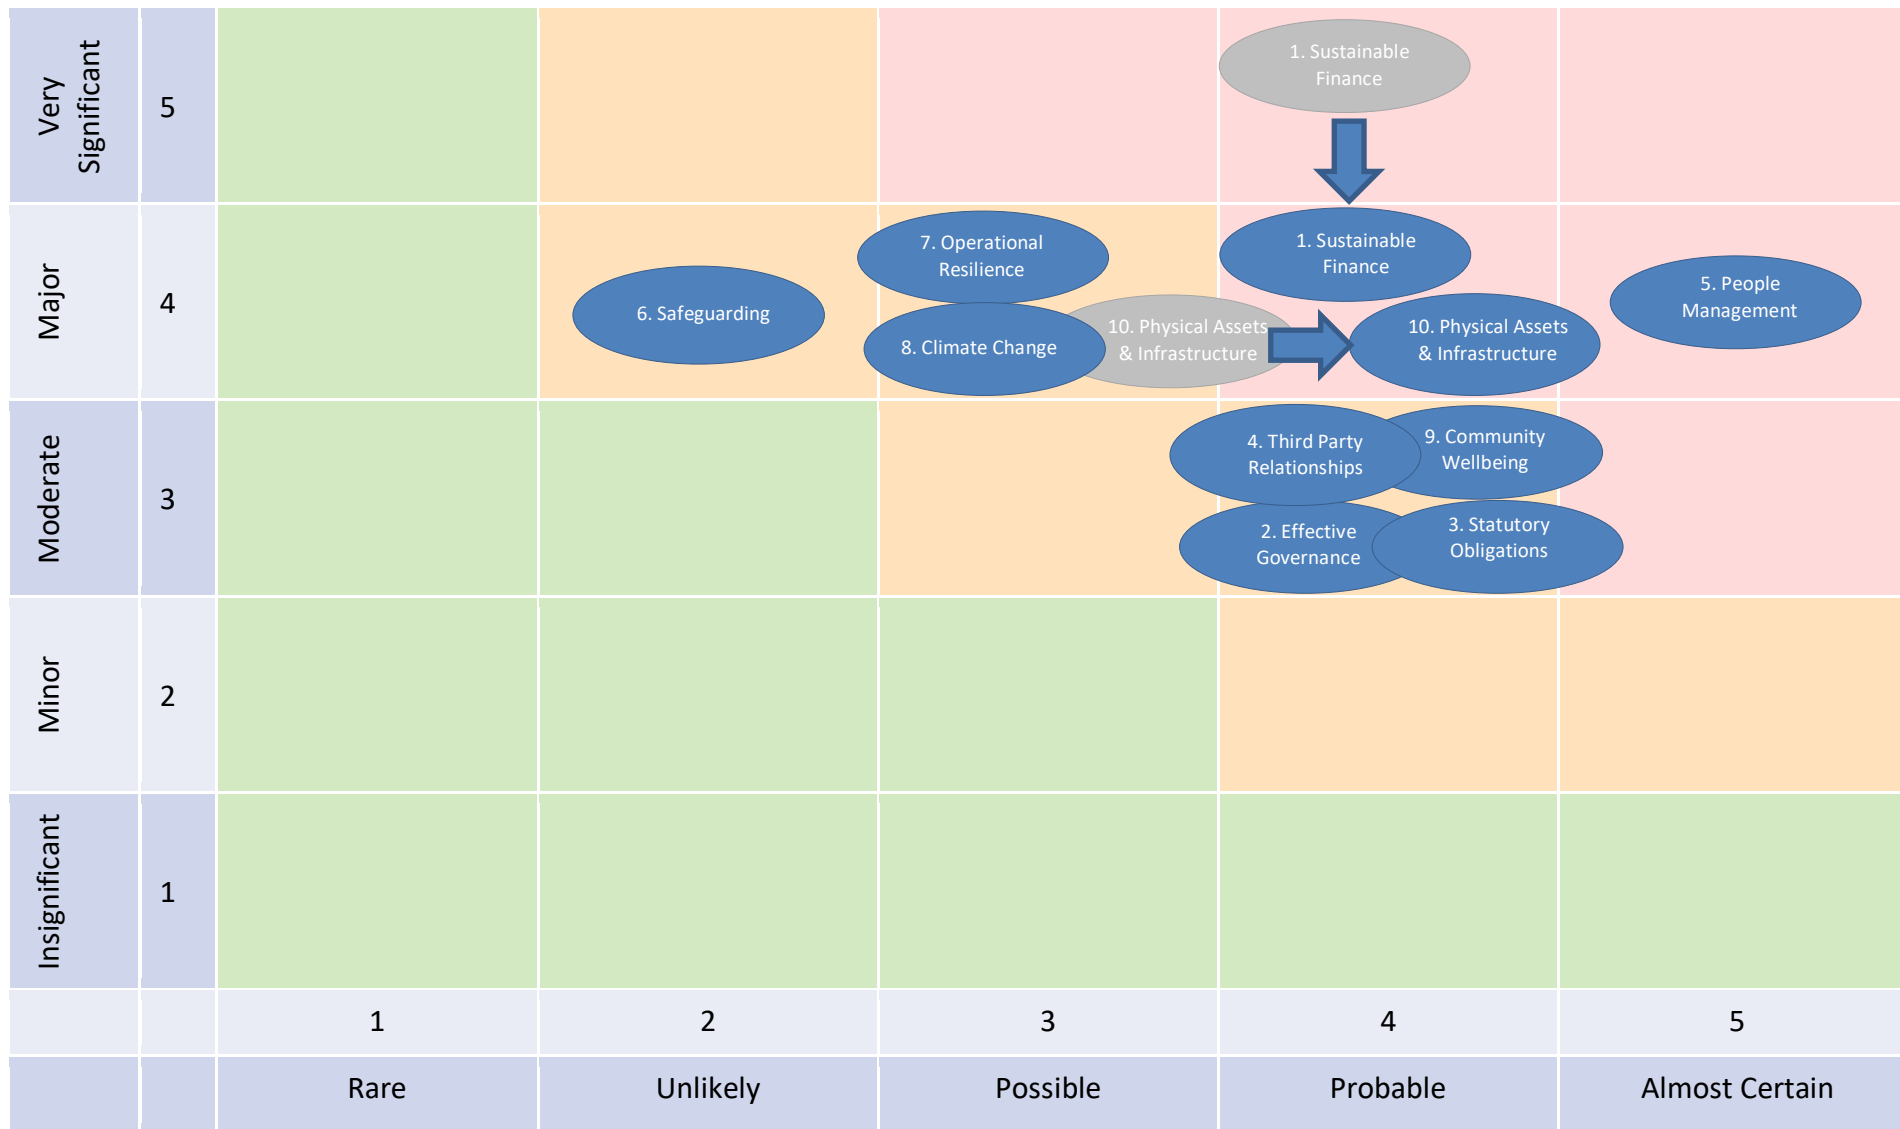 Very
Significant
5
1. Sustainable
Finance
Major
4
7. Operational
Resilience
1. Sustainable
Finance
5. People
Management
6. Safeguarding
8. Climate Change
10. Physical Assets
& Infrastructure
10. Physical Assets
& Infrastructure
Moderate
3
4. Third Party
Relationships
9. Community
Wellbeing
2. Effective
Governance
3. Statutory
Obligations
Minor
2
Insignificant
1
1
2
3
4
5
Rare
Unlikely
Possible
Probable
Almost Certain